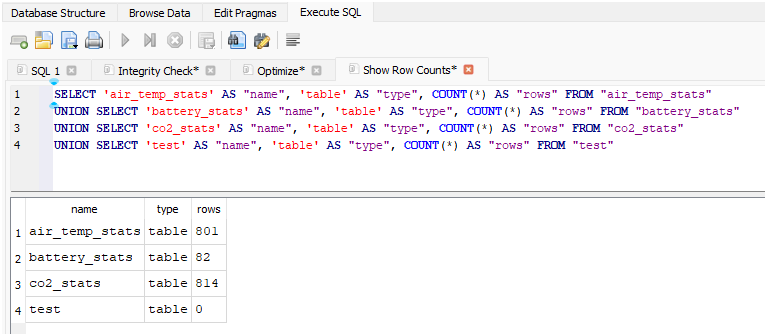 Database Structure Browse Data Edit Pragmas Execute SQL
SQL 1 Integrity Check* Optimize* Show Row Counts*
1 SELECT 'air_temp_stats' AS "name", 'table' AS "type", COUNT(*) AS "rows" FROM "air_temp_stats"
2 UNION SELECT 'battery_stats' AS "name", 'table' AS "type", COUNT(*) AS "rows" FROM "battery_stats"
3 UNION SELECT 'co2_stats' AS "name", 'table' AS "type", COUNT(*) AS "rows" FROM "co2_stats"
4 UNION SELECT 'test' AS "name", 'table' AS "type", COUNT(*) AS "rows" FROM "test"
name type rows
1 air_temp_stats table 801
2 battery_stats table 82
3 co2_stats table 814
4 test table 0